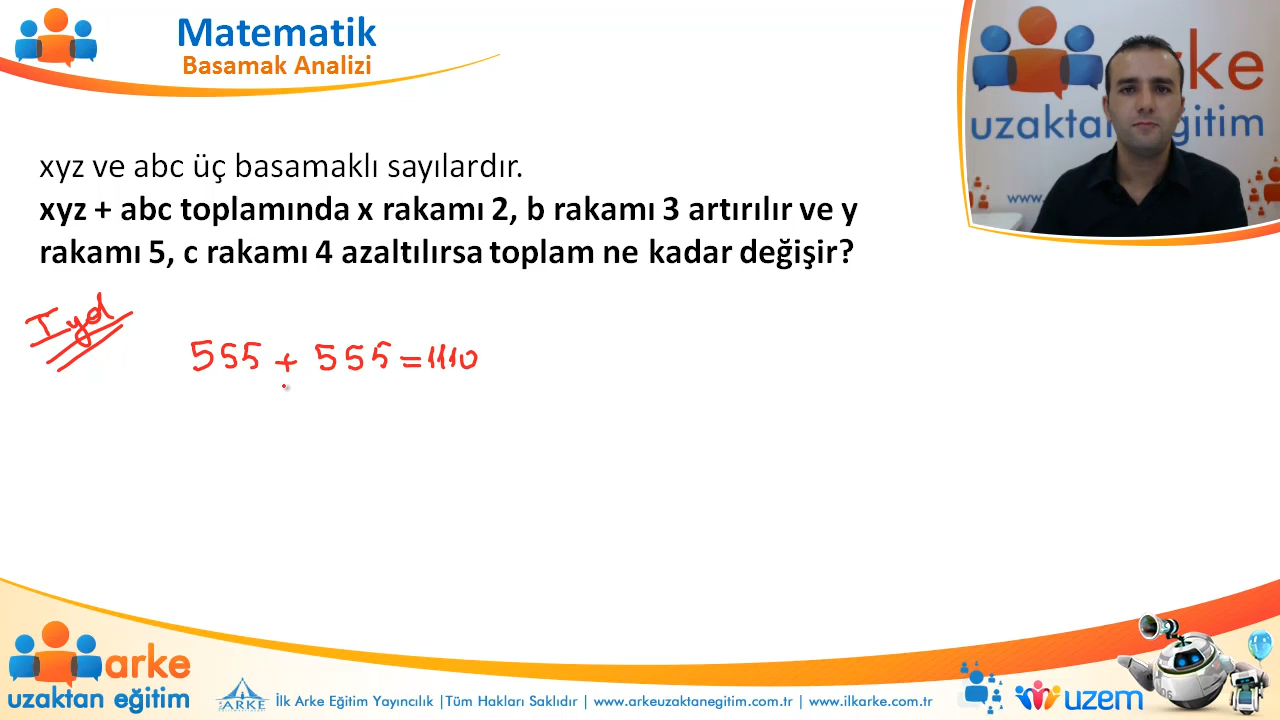 Matematik
Basamak Analizi
arke
uzaktan eğitim
www.
xyz ve abc üç basamaklı sayılardır.
xyz + abc toplamında x rakamı 2, b rakamı 3 artırılır ve y
rakamı 5, c rakamı 4 azaltılırsa toplam ne kadar değişir?
I yol
555 + 555 = 1110
arke
uzaktan eğitim
ARKE
İlk Arke Eğitim Yayıncılık |Tüm Hakları Saklıdır | www.arkeuzaktanegitim.com.tr | www.ilkarke.com.tr
uzem